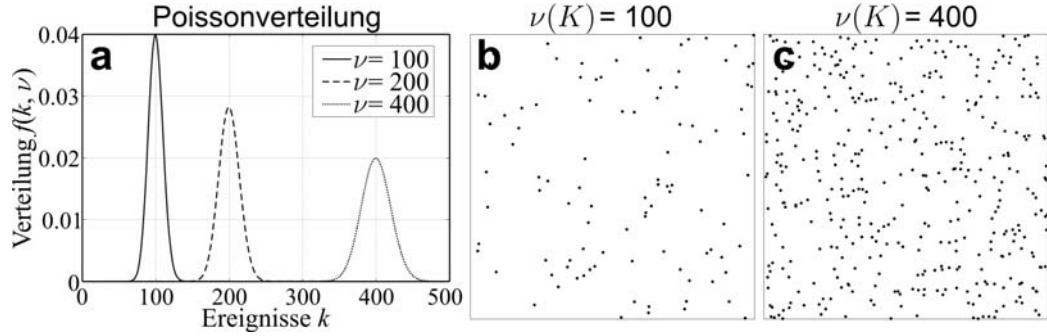 Poissonverteilung
a
ν = 100
ν = 200
ν = 400
Verteilung f(k, ν)
0.04
0.03
0.02
0.01
0
0 100 200 300 400 500
Ereignisse k
ν(K) = 100
b
ν(K) = 400
c